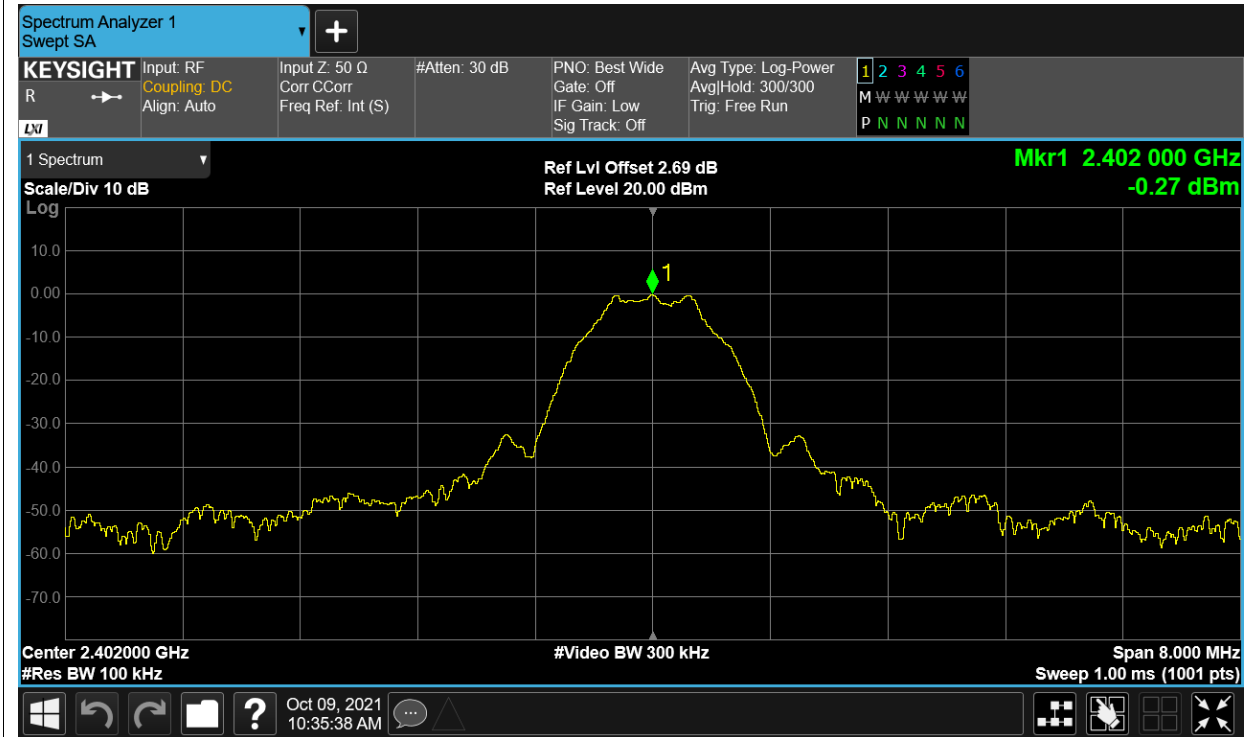 Spectrum Analyzer 1
Swept SA
+
KEYSIGHT
R
LXI
Input: RF
Coupling: DC
Align: Auto
Input Z: 50 Ω
Corr CCorr
Freq Ref: Int (S)
#Atten: 30 dB
PNO: Best Wide
Gate: Off
IF Gain: Low
Sig Track: Off
Avg Type: Log-Power
Avg|Hold: 300/300
Trig: Free Run
1 2 3 4 5 6
M W W W W W W
P N N N N N N
1 Spectrum
Scale/Div 10 dB
Log
Ref Lvl Offset 2.69 dB
Ref Level 20.00 dBm
Mkr1 2.402 000 GHz
-0.27 dBm
1
10.0
0.00
-10.0
-20.0
-30.0
-40.0
-50.0
-60.0
-70.0
Center 2.402000 GHz
#Res BW 100 kHz
#Video BW 300 kHz
Span 8.000 MHz
Sweep 1.00 ms (1001 pts)
?
Oct 09, 2021
10:35:38 AM